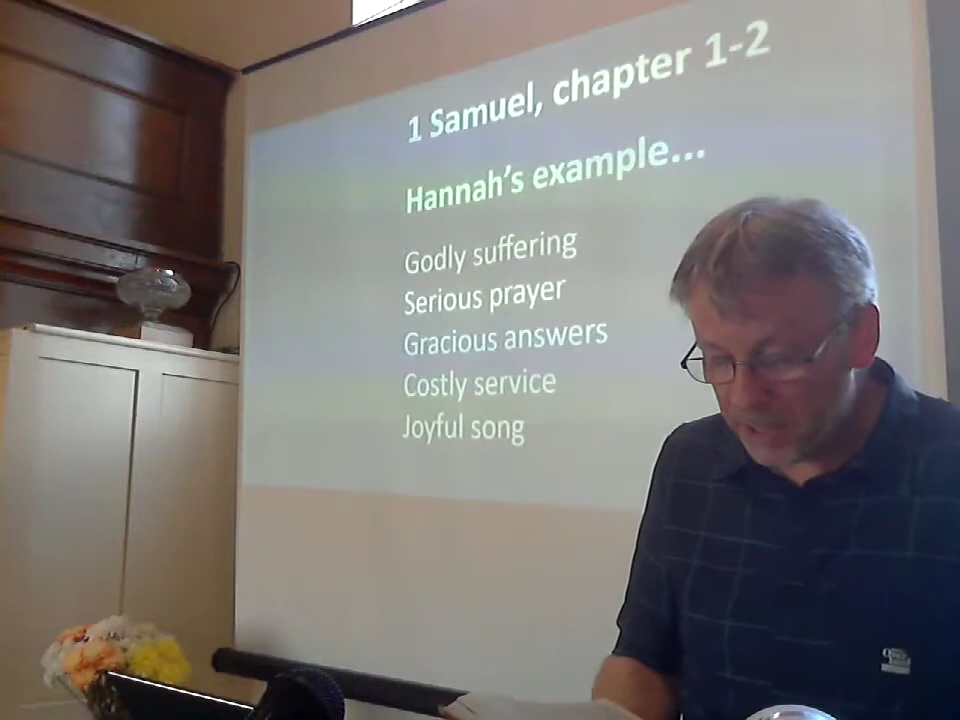 1 Samuel, chapter 1-2
Hannah's example...
Godly suffering
Serious prayer
Gracious answers
Costly service
Joyful song